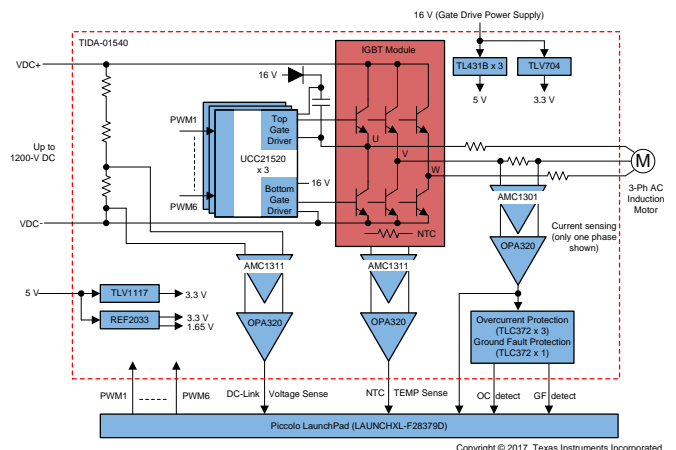 16 V (Gate Drive Power Supply)
TIDA-01540
IGBT Module
VDC+
16 V
TL431B x 3
TLV704
5 V
3.3 V
PWM1
Top
Gate
Driver
U
Up to
1200-V DC
UCC21520
x 3
V
M
W
16 V
Bottom
Gate
Driver
PWM6
3-Ph AC
Induction
Motor
AMC1301
VDC-
NTC
Current sensing
(only one phase
shown)
OPA320
AMC1311
AMC1311
5 V
TLV1117
3.3 V
REF2033
3.3 V
1.65 V
OPA320
OPA320
Overcurrent Protection
(TLC372 x 3)
Ground Fault Protection
(TLC372 x 1)
PWM1
PWM6
DC-Link
Voltage Sense
NTC
TEMP Sense
OC
detect
GF
detect
Piccolo LaunchPad (LAUNCHXL-F28379D)
Copyright © 2017, Texas Instruments Incorporated